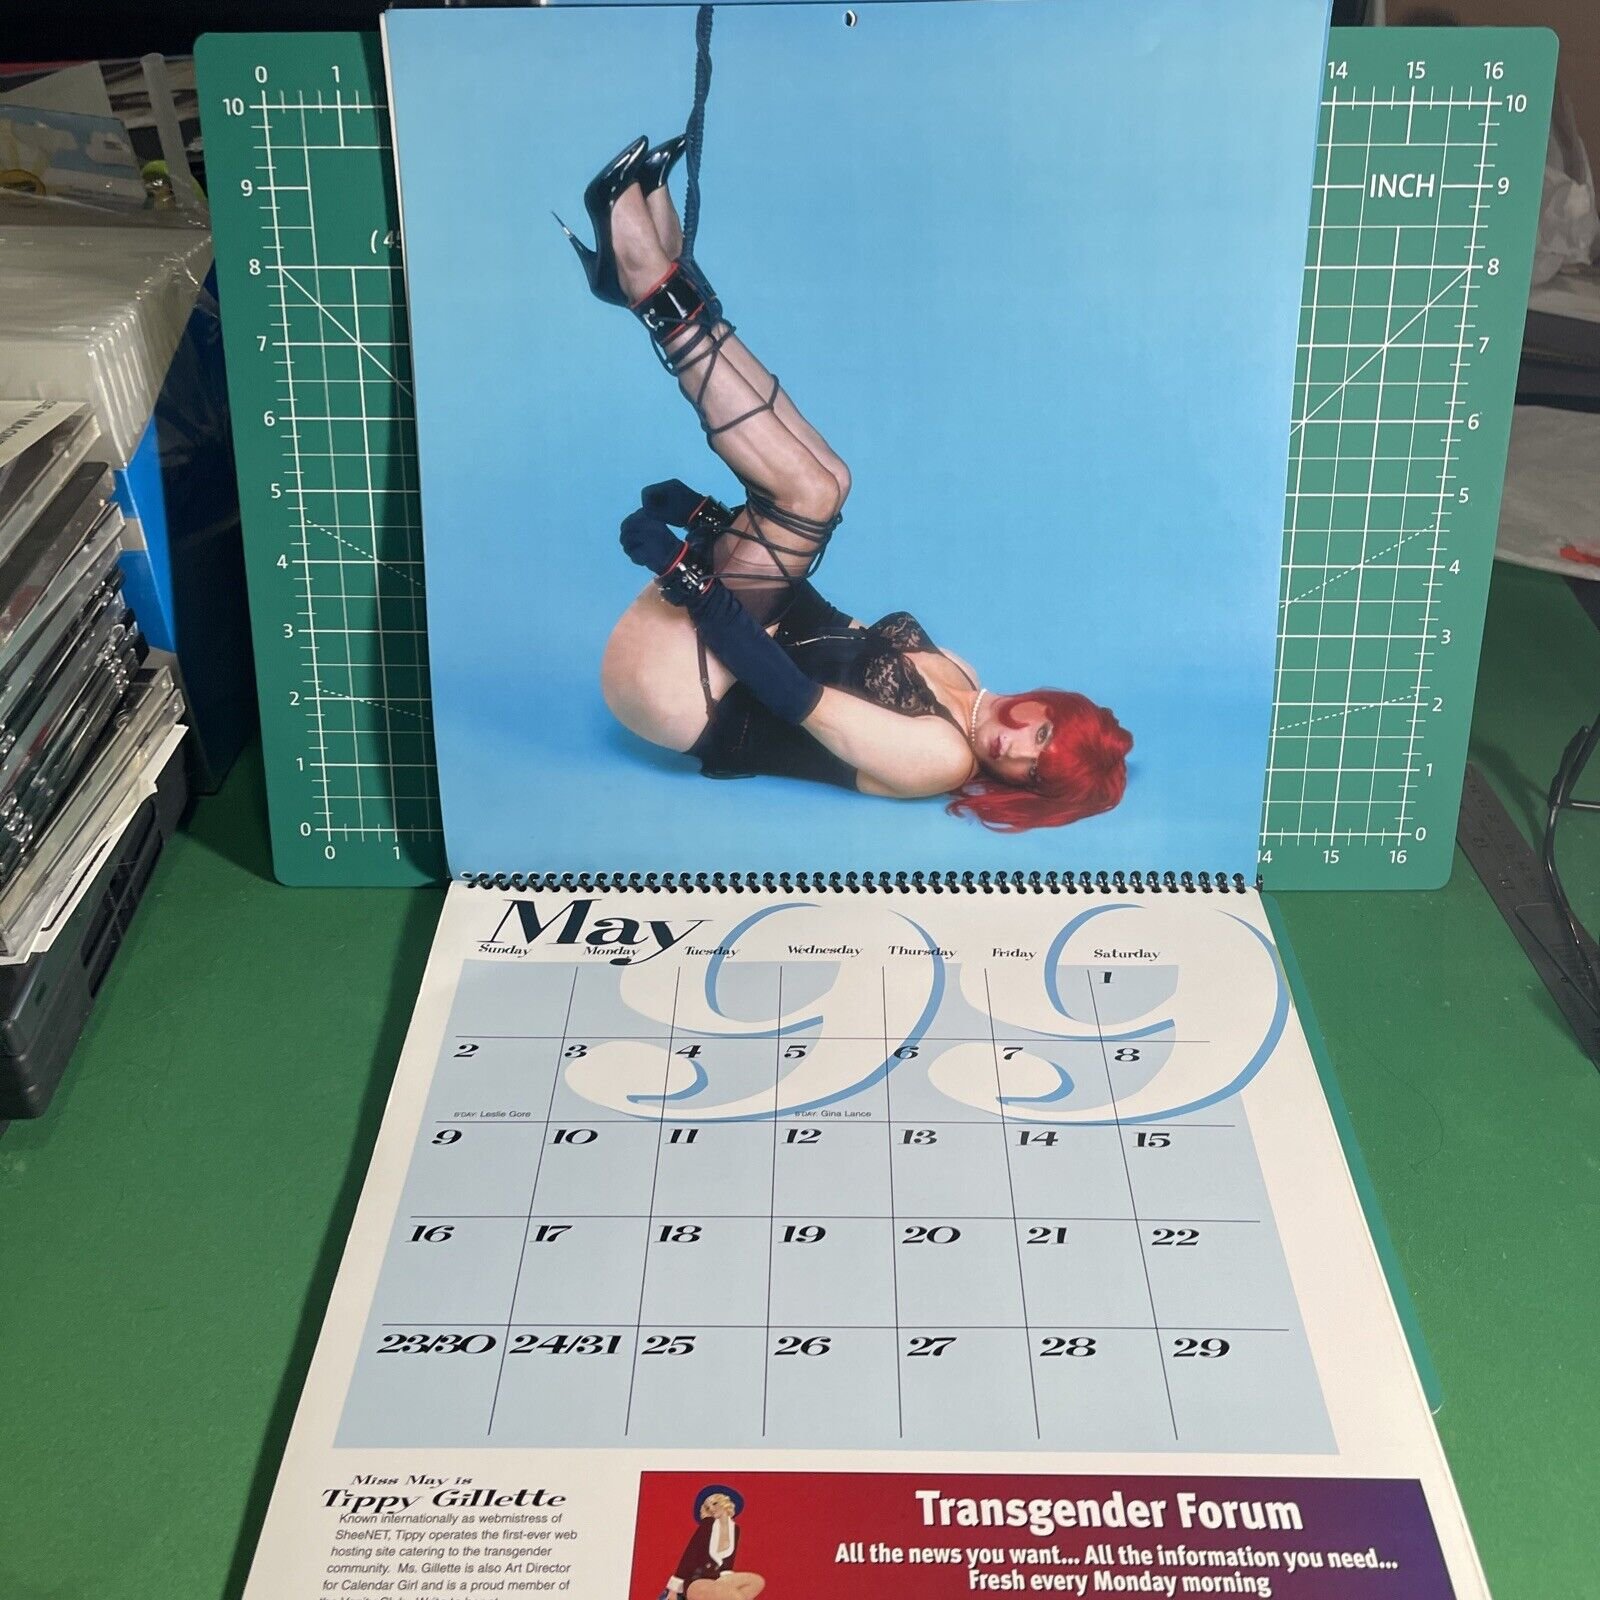 0 1 14 15 16
10 10
9 INCH 9
(45
8 8
7 7
6 6
5 5
4 4
3 3
2 2
1 1
0 0
0 1 14 15 16
May 99
Sunday Monday Tuesday Wednesday Thursday Friday Saturday
1
2 3 4 5 6 7 8
B'DAY: Leslie Gore B'DAY: Gina Lance
9 10 11 12 13 14 15
16 17 18 19 20 21 22
23/30 24/31 25 26 27 28 29
Miss May is
Tippy Gillette
Known internationally as webmistress of
SheeNET, Tippy operates the first-ever web
hosting site catering to the transgender
community. Ms. Gillette is also Art Director
for Calendar Girl and is a proud member of
Transgender Forum
All the news you want... All the information you need...
Fresh every Monday morning